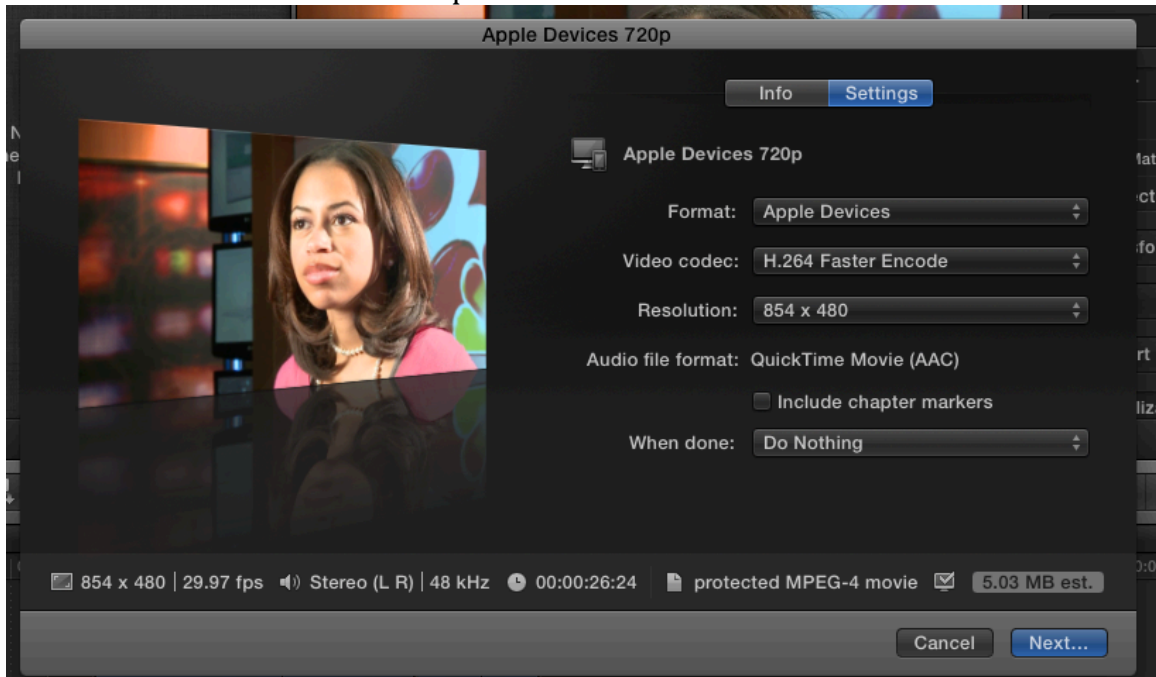 Apple Devices 720p
Info Settings
Apple Devices 720p
Format: Apple Devices
Video codec: H.264 Faster Encode
Resolution: 854 x 480
Audio file format: QuickTime Movie (AAC)
Include chapter markers
When done: Do Nothing
854 x 480 | 29.97 fps Stereo (L R) | 48 kHz 00:00:26:24 protected MPEG-4 movie 5.03 MB est.
Cancel Next...